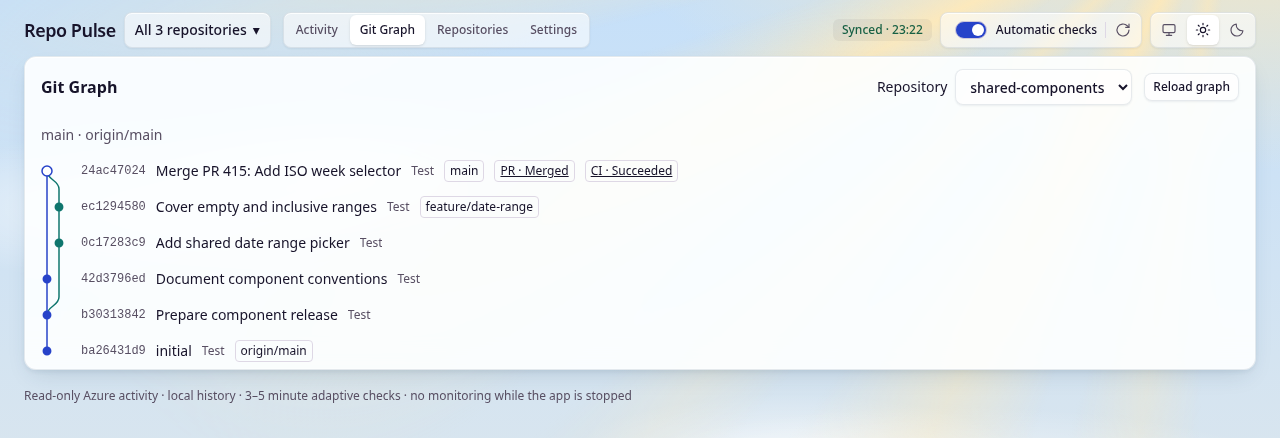 Repo Pulse All 3 repositories ▾ Activity Git Graph Repositories Settings Synced · 23:22 Automatic checks
Git Graph Repository shared-components Reload graph
main · origin/main
24ac47024 Merge PR 415: Add ISO week selector Test main PR · Merged CI · Succeeded
ec1294580 Cover empty and inclusive ranges Test feature/date-range
0c17283c9 Add shared date range picker Test
42d3796ed Document component conventions Test
b30313842 Prepare component release Test
ba26431d9 initial Test origin/main
Read-only Azure activity · local history · 3–5 minute adaptive checks · no monitoring while the app is stopped